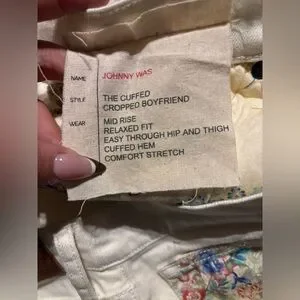 NAME JOHNNY WAS
STYLE THE CUFFED
CROPPED BOYFRIEND
WEAR MID RISE
RELAXED FIT
EASY THROUGH HIP AND THIGH
CUFFED HEM
COMFORT STRETCH